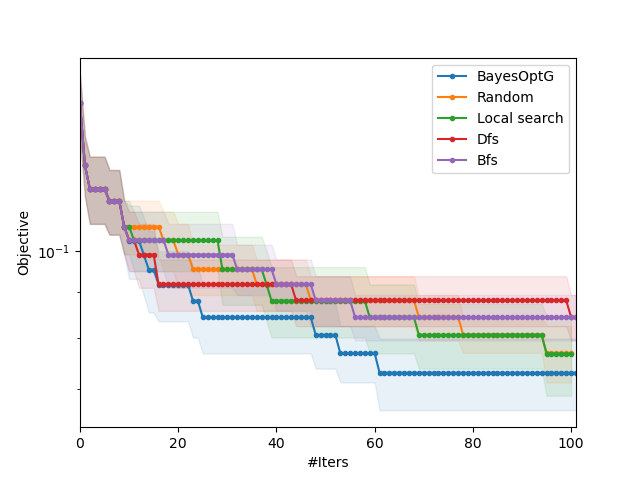 BayesOptG
Random
Local search
Dfs
Bfs
Objective
10⁻¹
0 20 40 60 80 100
#Iters